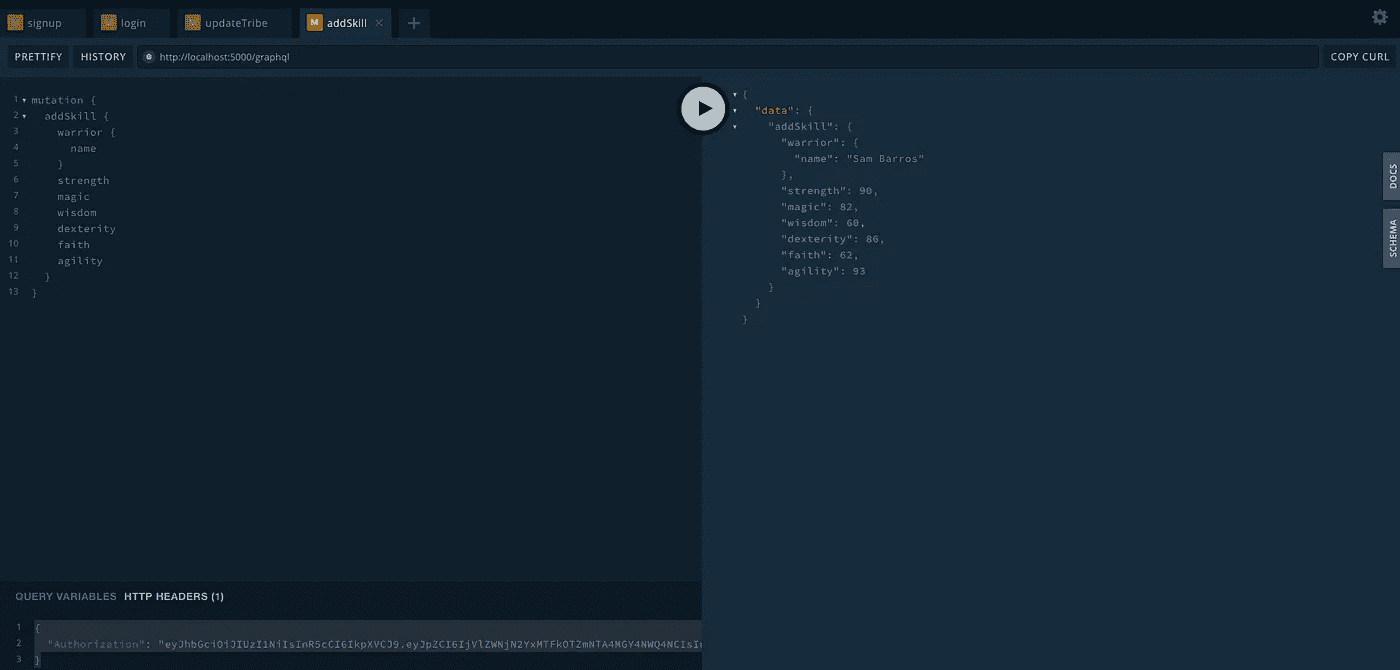 signup
login
updateTribe
M addSkill
PRETTIFY HISTORY http://localhost:5000/graphql COPY CURL
1 mutation {
2 addSkill {
3 warrior {
4 name
5 }
6 strength
7 magic
8 wisdom
9 dexterity
10 faith
11 agility
12 }
13 }
{
"data": {
"addSkill": {
"warrior": {
"name": "Sam Barros"
},
"strength": 90,
"magic": 82,
"wisdom": 60,
"dexterity": 86,
"faith": 62,
"agility": 93
}
}
}
DOCS
SCHEMA
QUERY VARIABLES HTTP HEADERS (1)
1 {
2 "Authorization":
3 }